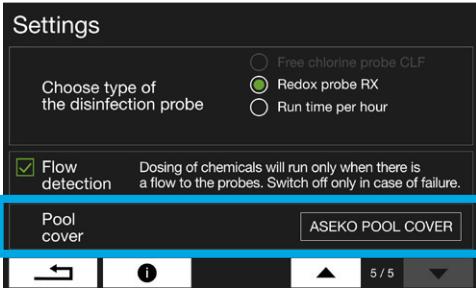 Settings
Choose type of
the disinfection probe
Free chlorine probe CLF
Redox probe RX
Run time per hour
Flow
detection
Dosing of chemicals will run only when there is
a flow to the probes. Switch off only in case of failure.
Pool
cover
ASEKO POOL COVER
5/5